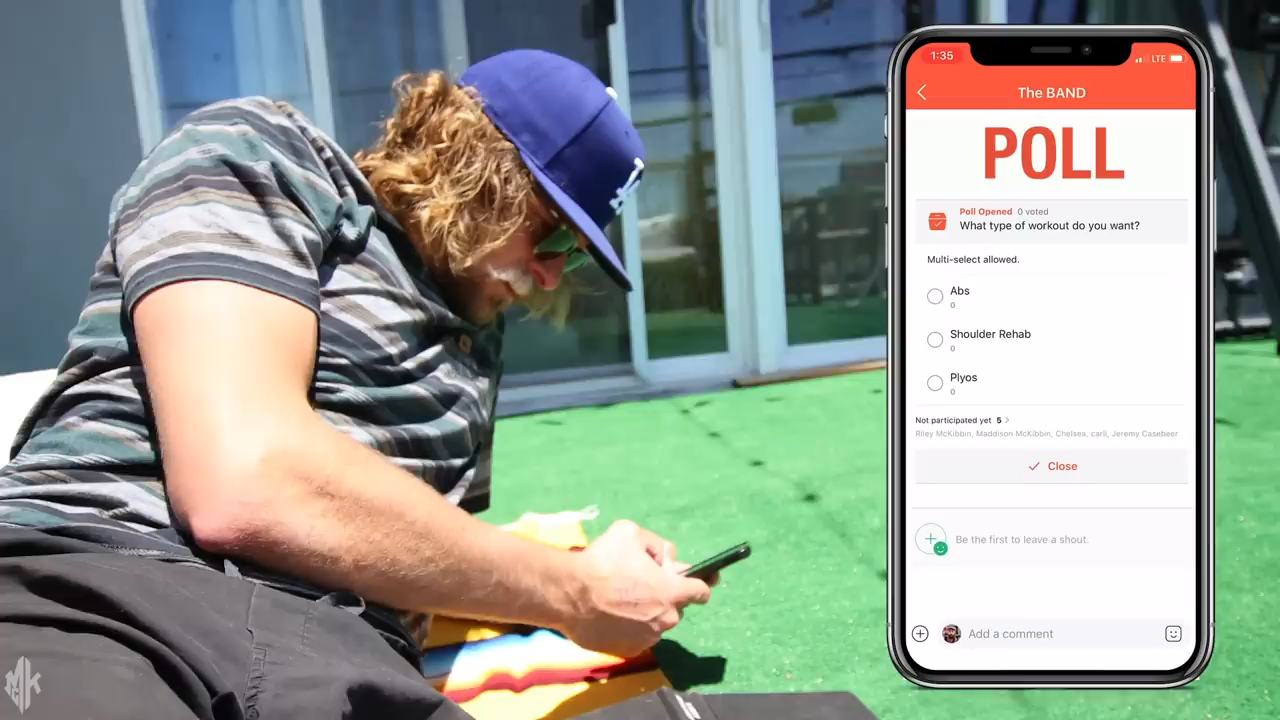 1:35
LTE
The BAND
POLL
Poll Opened 0 voted
What type of workout do you want?
Multi-select allowed.
Abs
0
Shoulder Rehab
0
Plyos
0
Not participated yet 5
Riley McKibbin, Maddison McKibbin, Chelsea, carli, Jeremy Casebeer
Close
Be the first to leave a shout.
Add a comment
LA
MCK